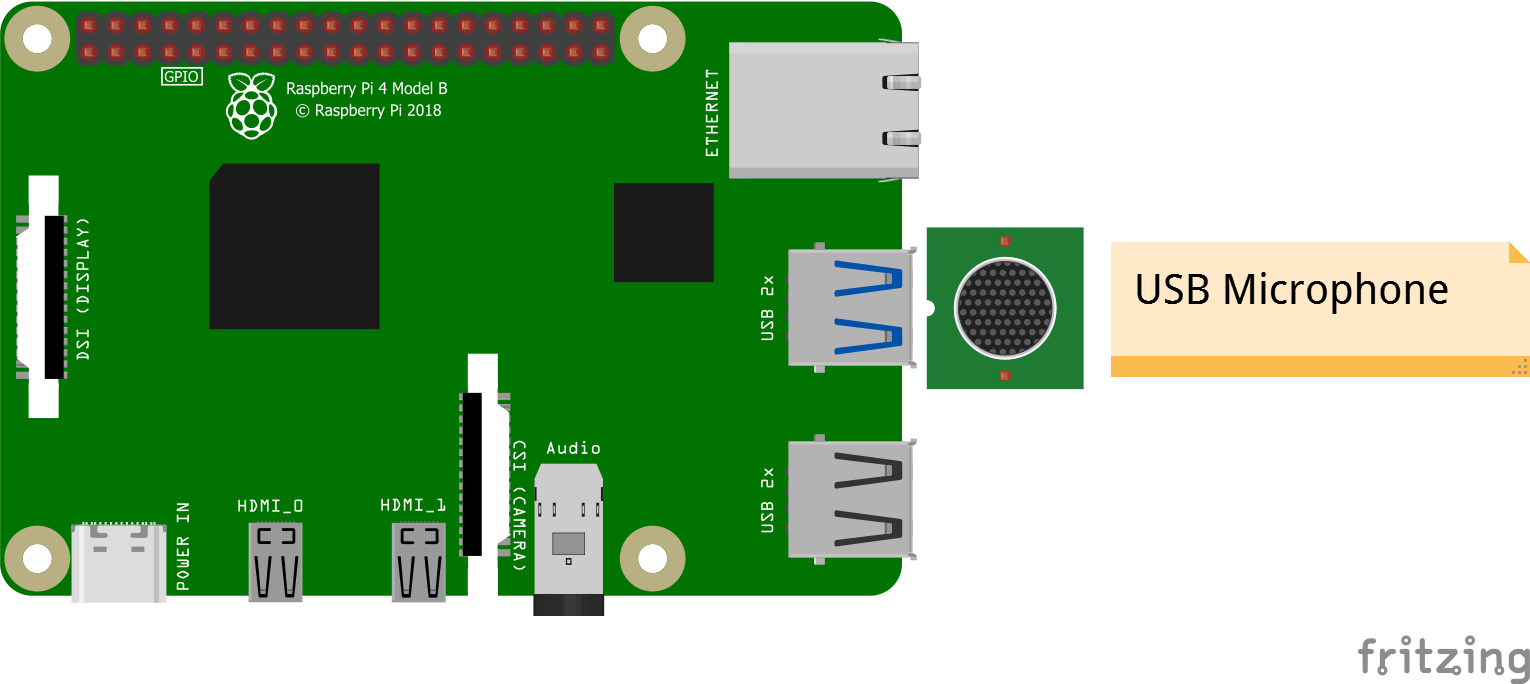 GPIO
Raspberry Pi 4 Model B
© Raspberry Pi 2018
ETHERNET
DSI (DISPLAY)
USB 2x
USB Microphone
USB 2x
CSI (CAMERA)
Audio
POWER IN
HDMI_0
HDMI_1
fritzing